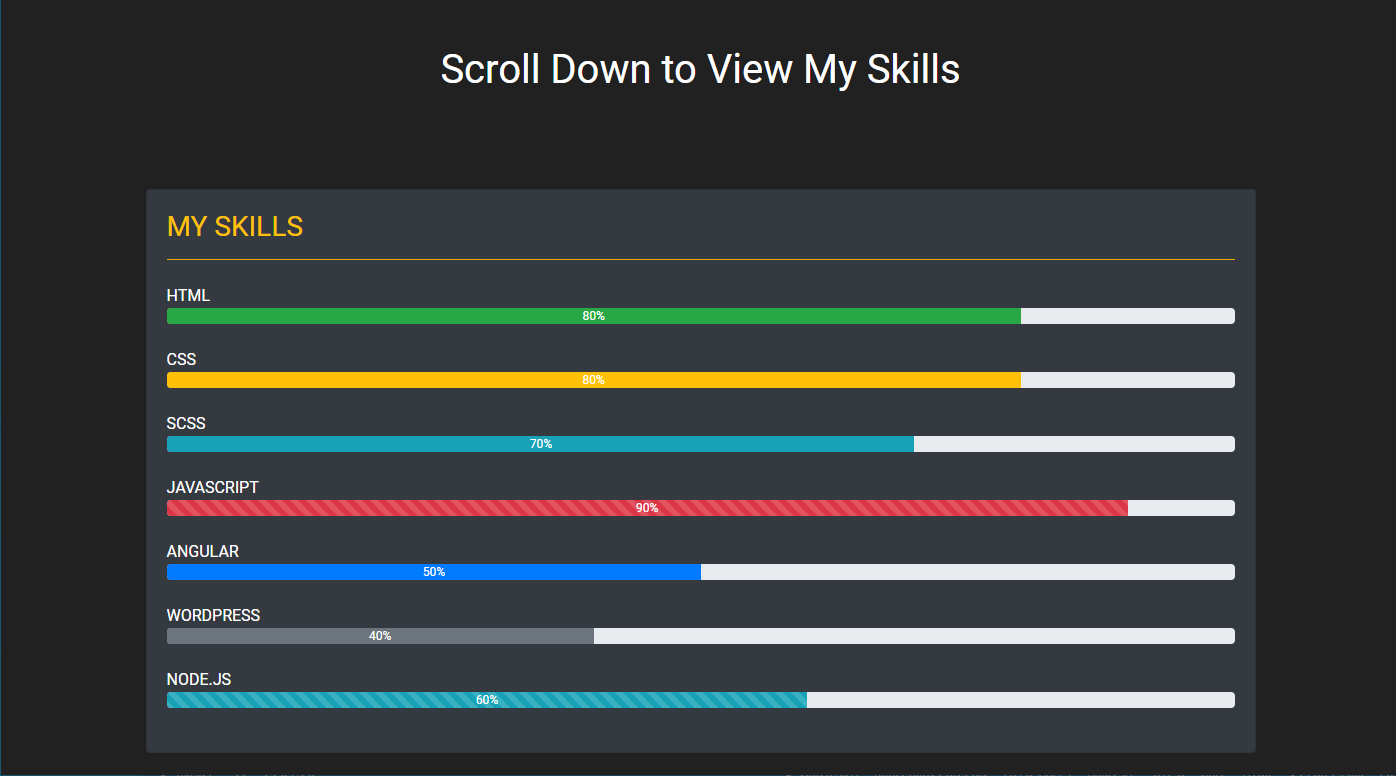 Scroll Down to View My Skills
MY SKILLS
HTML
80%
CSS
80%
SCSS
70%
JAVASCRIPT
90%
ANGULAR
50%
WORDPRESS
40%
NODE.JS
60%